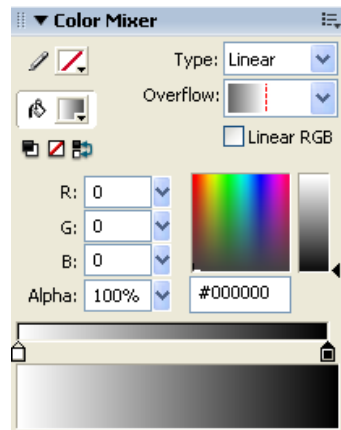 Color Mixer
Type: Linear
Overflow:
Linear RGB
R: 0
G: 0
B: 0
Alpha: 100% #000000